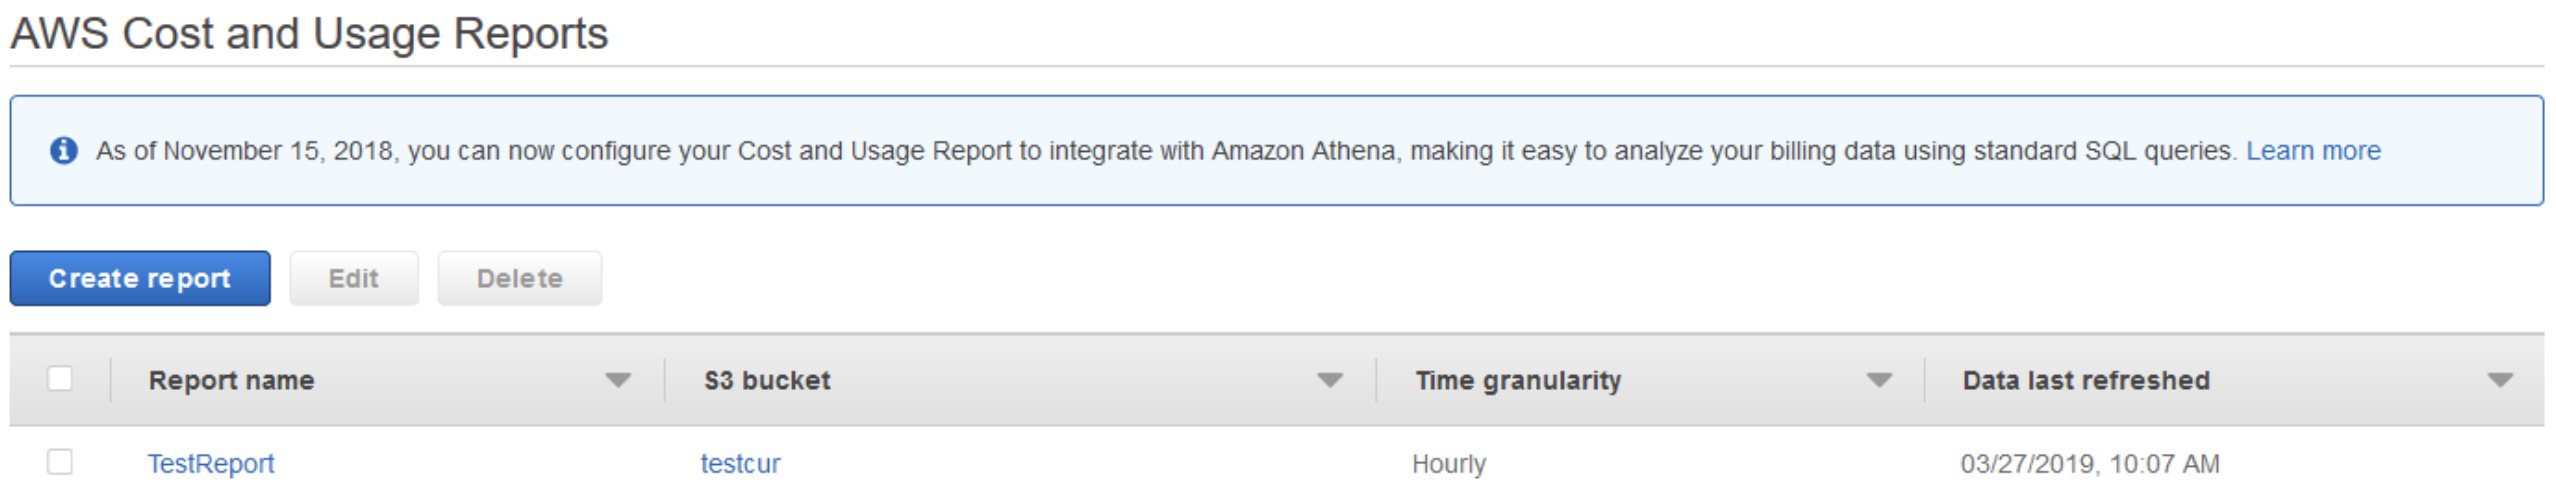 AWS Cost and Usage Reports
As of November 15, 2018, you can now configure your Cost and Usage Report to integrate with Amazon Athena, making it easy to analyze your billing data using standard SQL queries. Learn more
Create report Edit Delete
Report name S3 bucket Time granularity Data last refreshed
TestReport testcur Hourly 03/27/2019, 10:07 AM